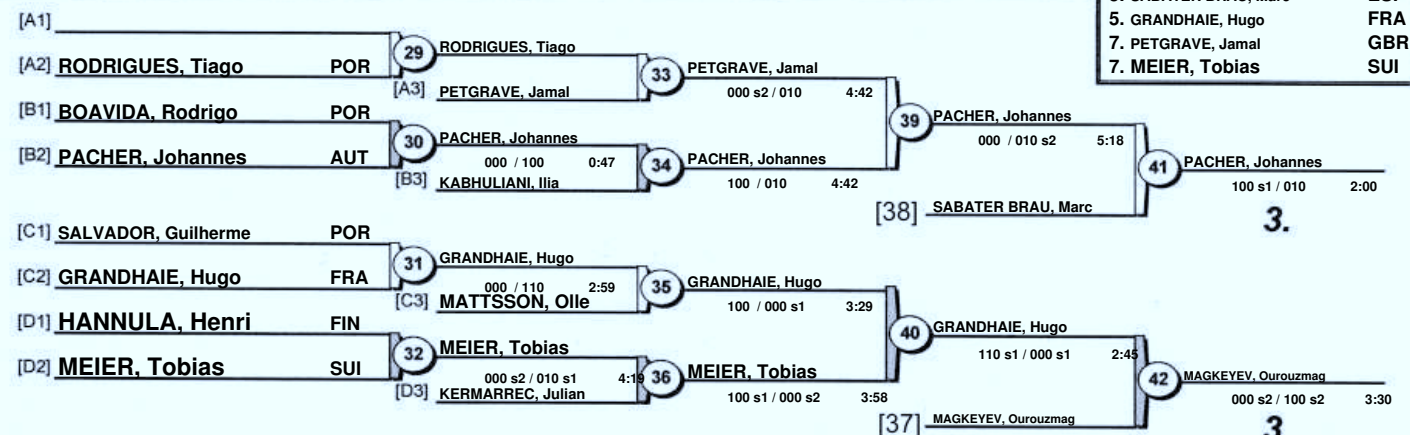 5. GRANDHAIE, Hugo FRA
7. PETGRAVE, Jamal GBR
7. MEIER, Tobias SUI
[A1]
29 RODRIGUES, Tiago
[A2] RODRIGUES, Tiago POR
33 PETGRAVE, Jamal
[A3] PETGRAVE, Jamal
000 s2 / 010 4:42
[B1] BOAVIDA, Rodrigo POR
39 PACHER, Johannes
30 PACHER, Johannes
000 / 010 s2 5:18
[B2] PACHER, Johannes AUT
000 / 100 0:47
34 PACHER, Johannes
41 PACHER, Johannes
[B3] KABHULIANI, Ilia
100 / 010 4:42
100 s1 / 010 2:00
[38] SABATER BRAU, Marc
3.
[C1] SALVADOR, Guilherme POR
31 GRANDHAIE, Hugo
[C2] GRANDHAIE, Hugo FRA
000 / 110 2:59
35 GRANDHAIE, Hugo
[C3] MATTSSON, Olle
100 / 000 s1 3:29
[D1] HANNULA, Henri FIN
40 GRANDHAIE, Hugo
32 MEIER, Tobias
110 s1 / 000 s1 2:45
[D2] MEIER, Tobias SUI
000 s2 / 010 s1 4:19
36 MEIER, Tobias
42 MAGKEYEV, Ourouzmag
[D3] KERMARREC, Julian
100 s1 / 000 s2 3:58
000 s2 / 100 s2 3:30
[37] MAGKEYEV, Ourouzmag
3